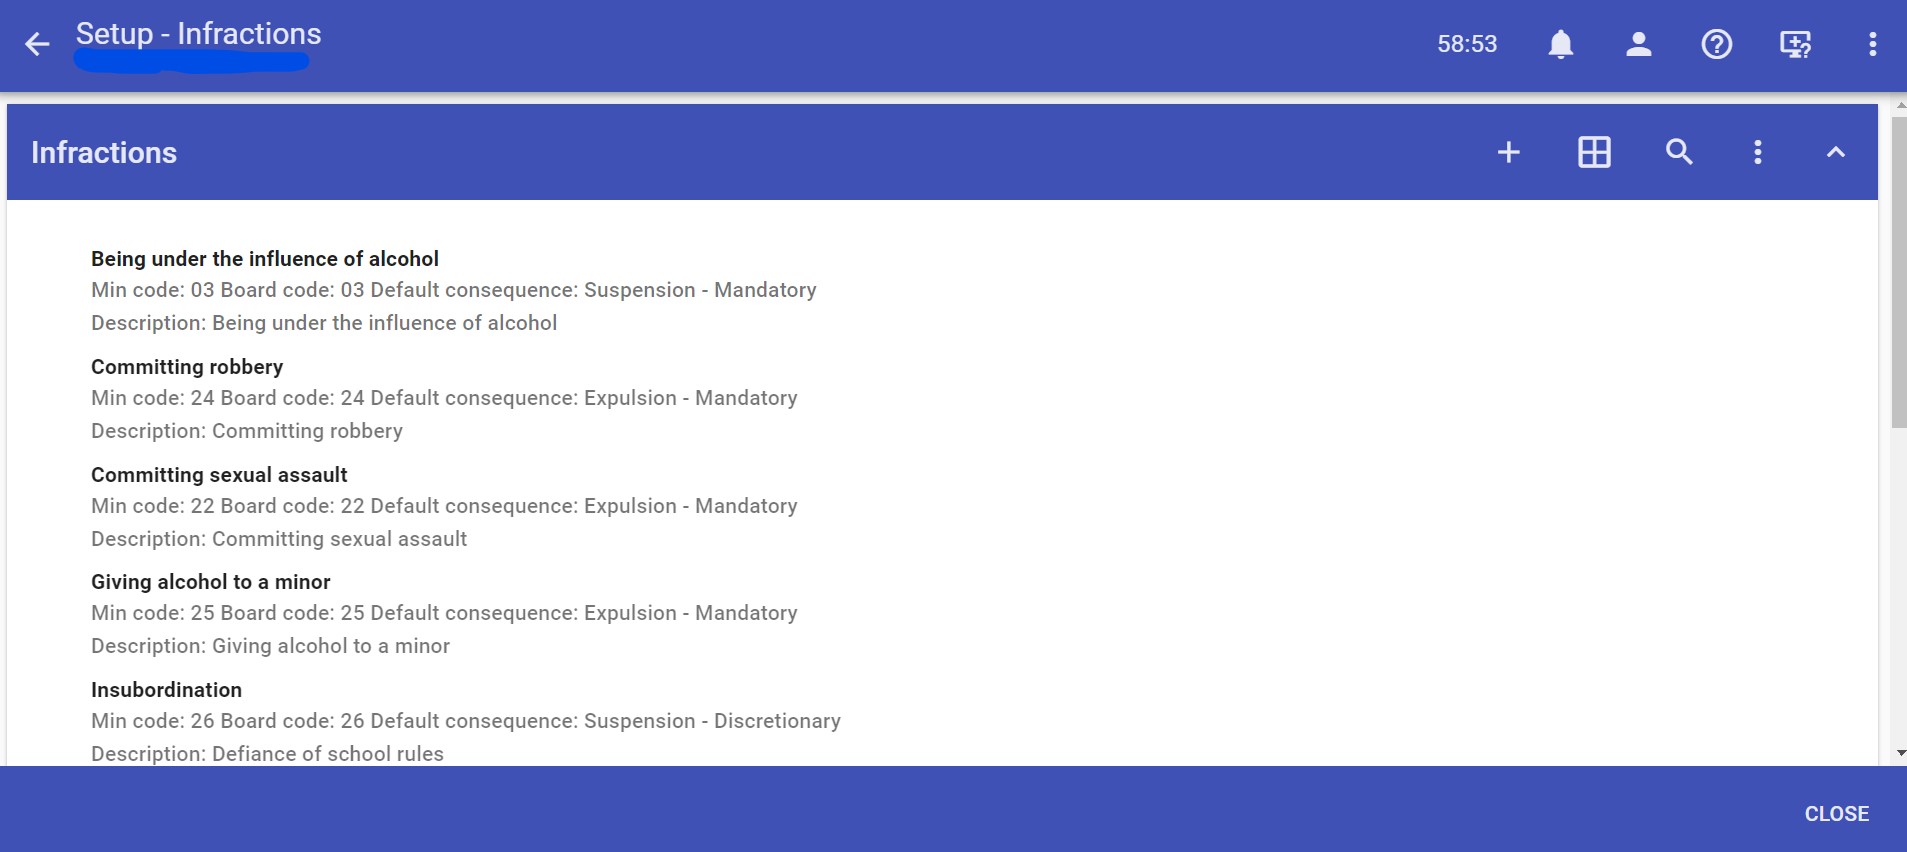 Setup - Infractions
58:53
Infractions
Being under the influence of alcohol
Min code: 03 Board code: 03 Default consequence: Suspension - Mandatory
Description: Being under the influence of alcohol
Committing robbery
Min code: 24 Board code: 24 Default consequence: Expulsion - Mandatory
Description: Committing robbery
Committing sexual assault
Min code: 22 Board code: 22 Default consequence: Expulsion - Mandatory
Description: Committing sexual assault
Giving alcohol to a minor
Min code: 25 Board code: 25 Default consequence: Expulsion - Mandatory
Description: Giving alcohol to a minor
Insubordination
Min code: 26 Board code: 26 Default consequence: Suspension - Discretionary
Description: Defiance of school rules
CLOSE